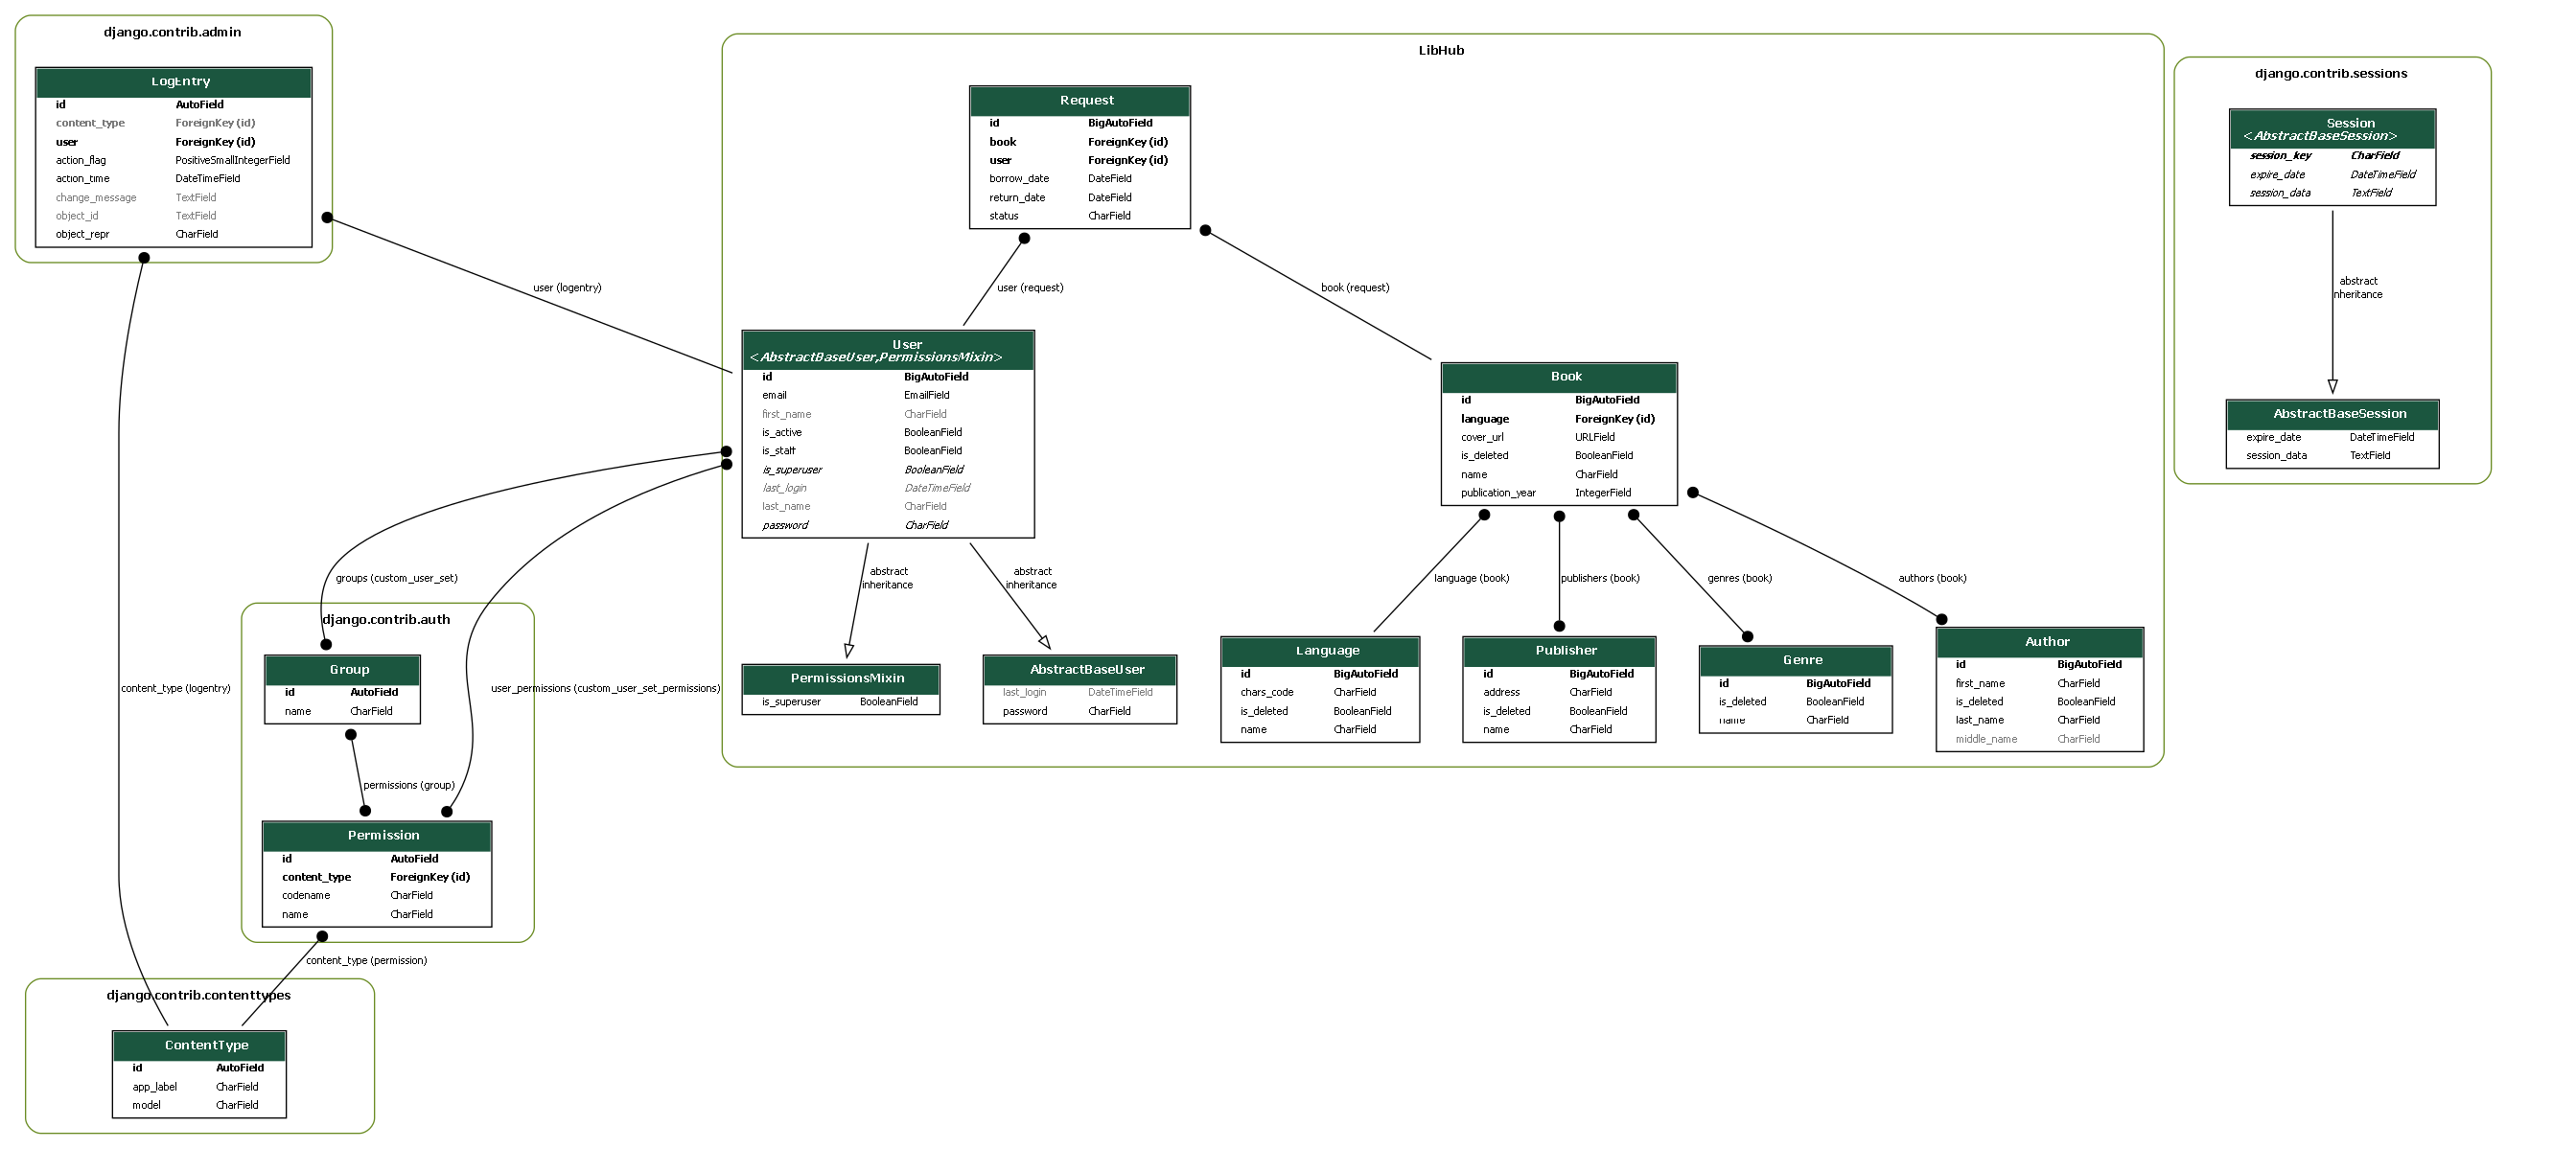 django.contrib.admin
LogEntry
id AutoField
content_type ForeignKey (id)
user ForeignKey (id)
action_flag PositiveSmallIntegerField
action_time DateTimeField
change_message TextField
object_id TextField
object_repr CharField
LibHub
Request
id BigAutoField
book ForeignKey (id)
user ForeignKey (id)
borrow_date DateField
return_date DateField
status CharField
django.contrib.sessions
Session
<AbstractBaseSession>
session_key CharField
expire_date DateTimeField
session_data TextField
user (logentry)
user (request)
book (request)
abstract
inheritance
User
<AbstractBaseUser,PermissionsMixin>
id BigAutoField
email EmailField
first_name CharField
is_active BooleanField
is_staff BooleanField
is_superuser BooleanField
last_login DateTimeField
last_name CharField
password CharField
Book
id BigAutoField
language ForeignKey (id)
cover_url URLField
is_deleted BooleanField
name CharField
publication_year IntegerField
AbstractBaseSession
expire_date DateTimeField
session_data TextField
groups (custom_user_set)
abstract
inheritance
abstract
inheritance
language (book)
publishers (book)
genres (book)
authors (book)
django.contrib.auth
Group
id AutoField
name CharField
content_type (logentry)
user_permissions (custom_user_set_permissions)
PermissionsMixin
is_superuser BooleanField
AbstractBaseUser
last_login DateTimeField
password CharField
Language
id BigAutoField
chars_code CharField
is_deleted BooleanField
name CharField
Publisher
id BigAutoField
address CharField
is_deleted BooleanField
name CharField
Genre
id BigAutoField
is_deleted BooleanField
name CharField
Author
id BigAutoField
first_name CharField
is_deleted BooleanField
last_name CharField
middle_name CharField
permissions (group)
Permission
id AutoField
content_type ForeignKey (id)
codename CharField
name CharField
content_type (permission)
django.contrib.contenttypes
ContentType
id AutoField
app_label CharField
model CharField